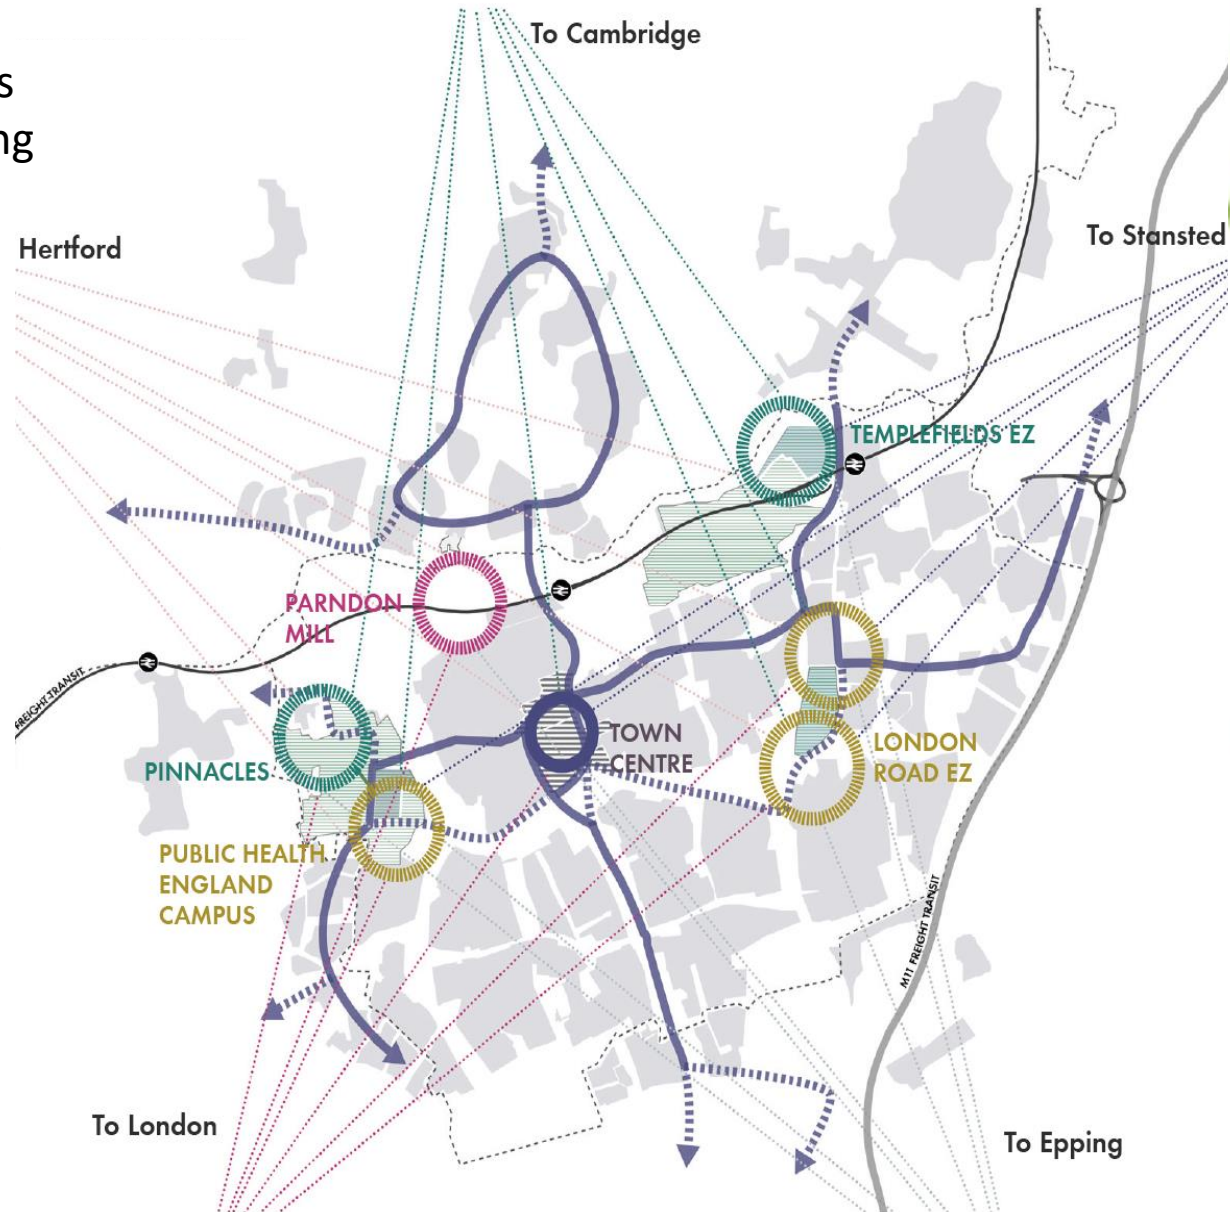 s
ng
To Cambridge
Hertford
To Stansted
TEMPLEFIELDS EZ
PARNDON
MILL
FREIGHT TRANSIT
TOWN
CENTRE
LONDON
ROAD EZ
PINNACLES
PUBLIC HEALTH
ENGLAND
CAMPUS
M11 FREIGHT TRANSIT
To London
To Epping